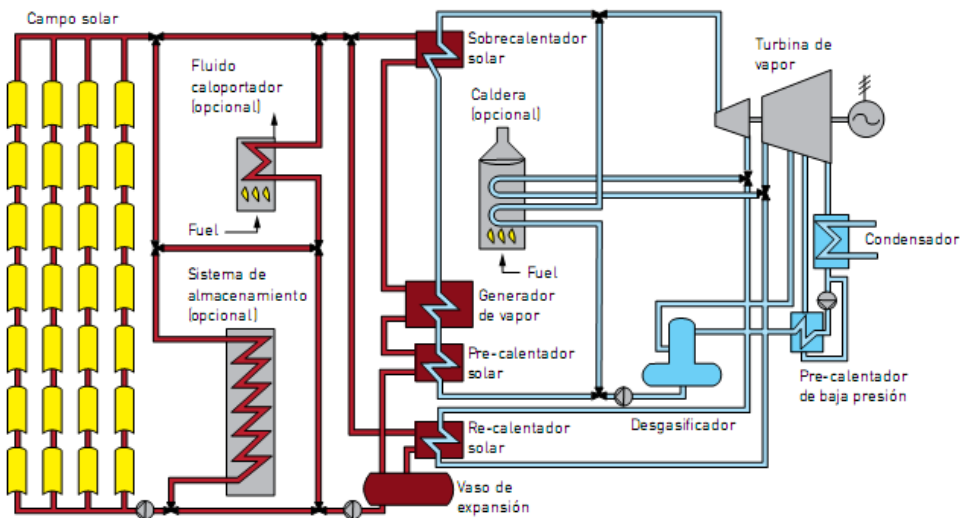 Campo solar
Fluido
caloportador
(opcional)
Fuel
Sistema de
almacenamiento
(opcional)
Sobrecalentador
solar
Caldera
(opcional)
Fuel
Turbina de
vapor
Condensador
Generador
de vapor
Pre-calentador
solar
Re-calentador
solar
Vaso de
expansión
Desgasificador
Pre-calentador
de baja presión